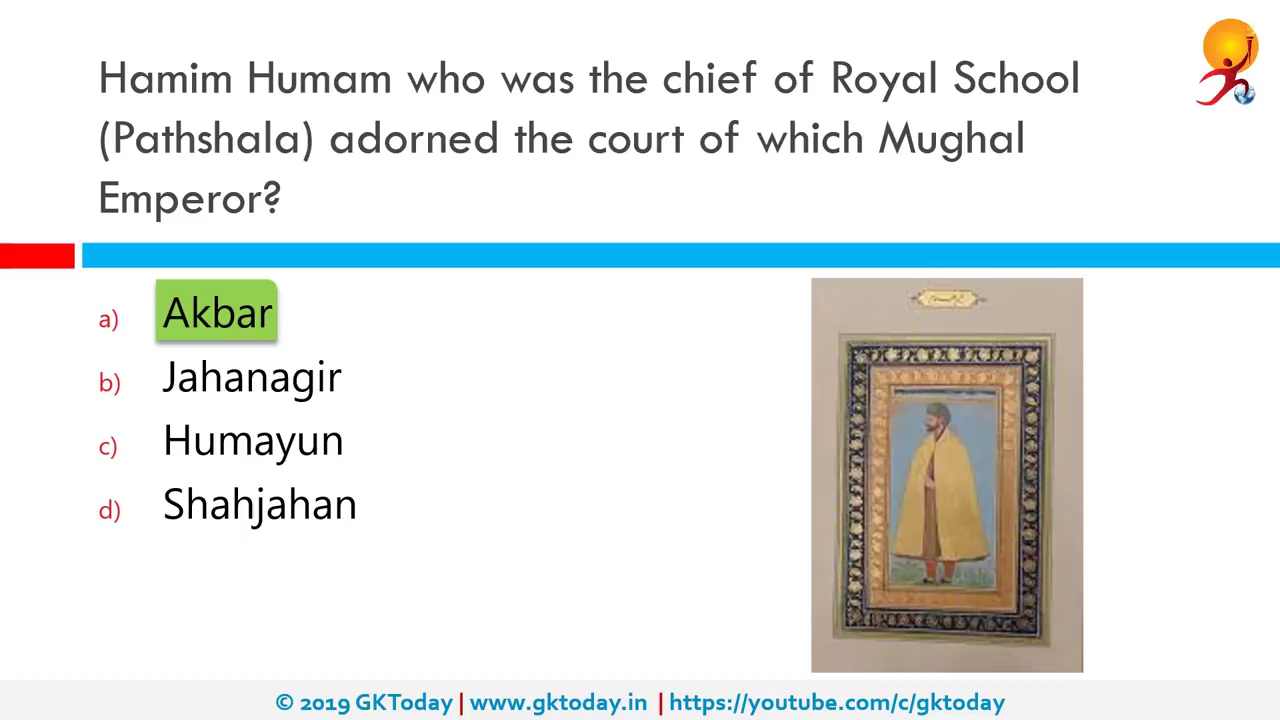 Hamim Humam who was the chief of Royal School
(Pathshala) adorned the court of which Mughal
Emperor?
a) Akbar
b) Jahanagir
c) Humayun
d) Shahjahan
© 2019 GKToday | www.gktoday.in | https://youtube.com/c/gktoday